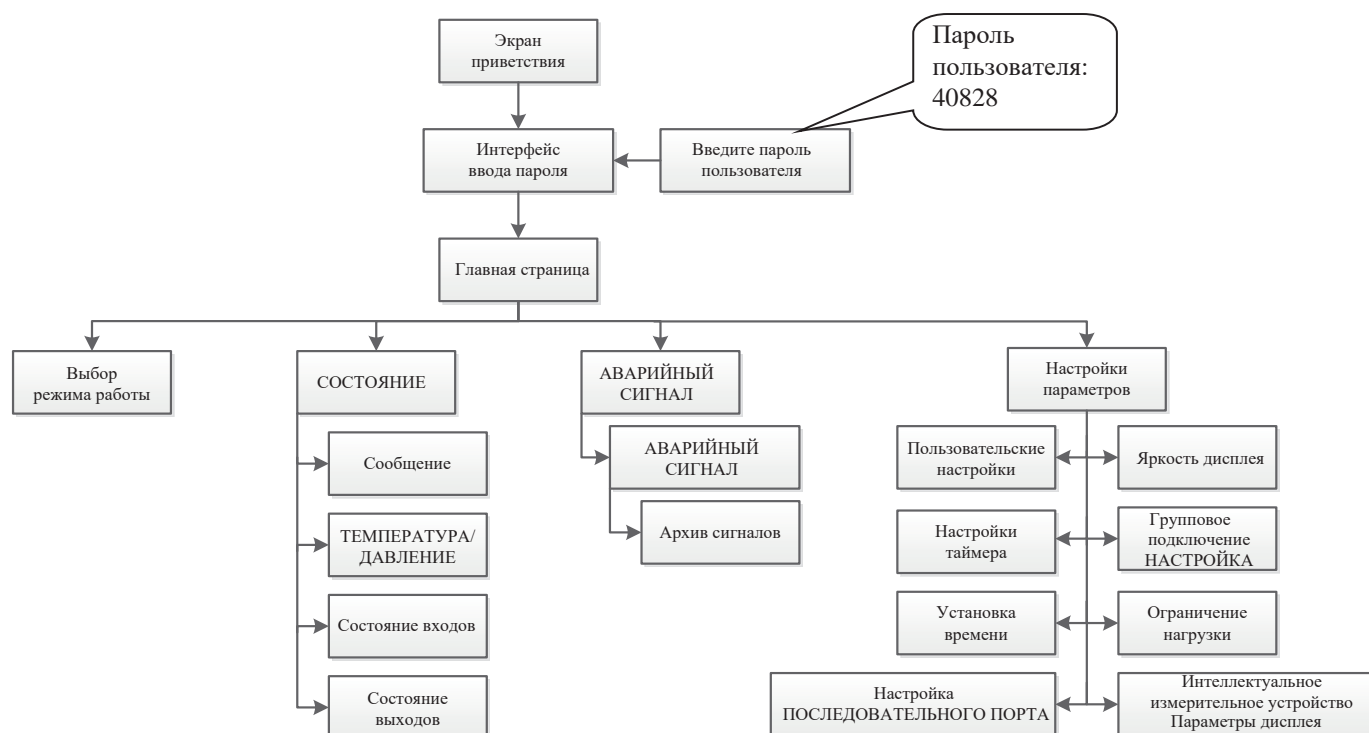 Экран
приветствия
Пароль
пользователя:
40828
Интерфейс
ввода пароля
Введите пароль
пользователя
Главная страница
Выбор
режима работы
СОСТОЯНИЕ
АВАРИЙНЫЙ
СИГНАЛ
Настройки
параметров
Сообщение
ТЕМПЕРАТУРА/
ДАВЛЕНИЕ
Состояние входов
Состояние
выходов
АВАРИЙНЫЙ
СИГНАЛ
Архив сигналов
Пользовательские
настройки
Яркость дисплея
Настройки
таймера
Групповое
подключение
НАСТРОЙКА
Установка
времени
Ограничение
нагрузки
Настройка
ПОСЛЕДОВАТЕЛЬНОГО ПОРТА
Интеллектуальное
измерительное устройство
Параметры дисплея